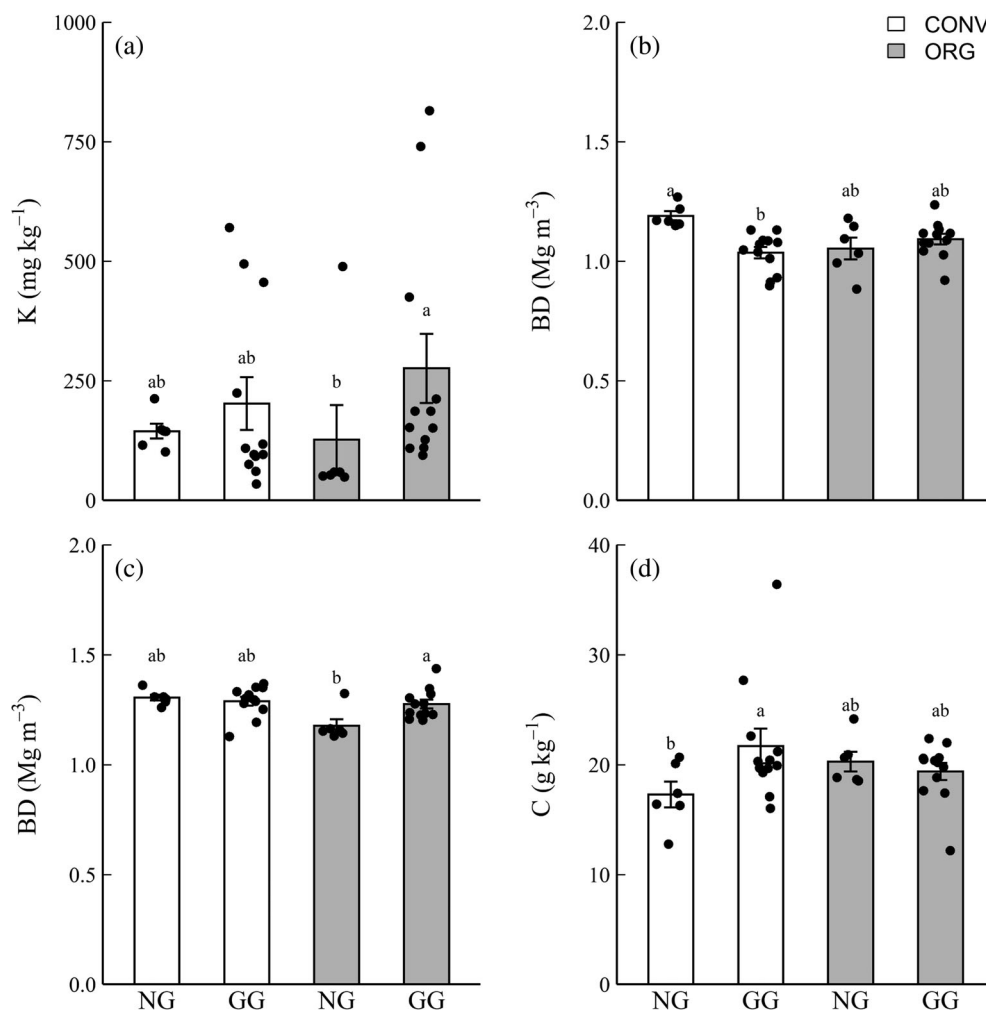 (a)
K (mg kg⁻¹)
1000
750
500
250
0
ab
ab
b
a
(b)
CONV
ORG
BD (Mg m⁻³)
2.0
1.5
1.0
0.5
0.0
a
b
ab
ab
(c)
BD (Mg m⁻³)
2.0
1.5
1.0
0.5
0.0
ab
ab
b
a
NG GG NG GG
(d)
C (g kg⁻¹)
40
30
20
10
0
b
a
ab
ab
NG GG NG GG